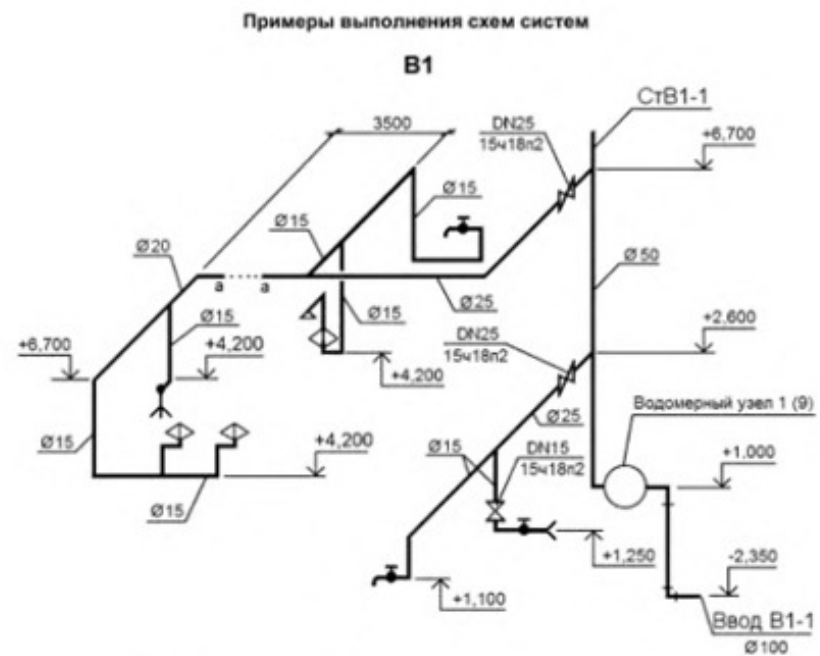 Примеры выполнения схем систем
В1
СтВ1-1
3500
DN25
15ч18п2
+6,700
Ø15
Ø15
Ø20
Ø50
а
а
Ø25
Ø15
Ø15
+2,600
DN25
15ч18п2
+6,700
+4,200
+4,200
Водомерный узел 1 (9)
Ø25
Ø15
+4,200
Ø15
DN15
15ч18п2
+1,000
Ø15
+1,250
-2,350
+1,100
Ввод В1-1
Ø100